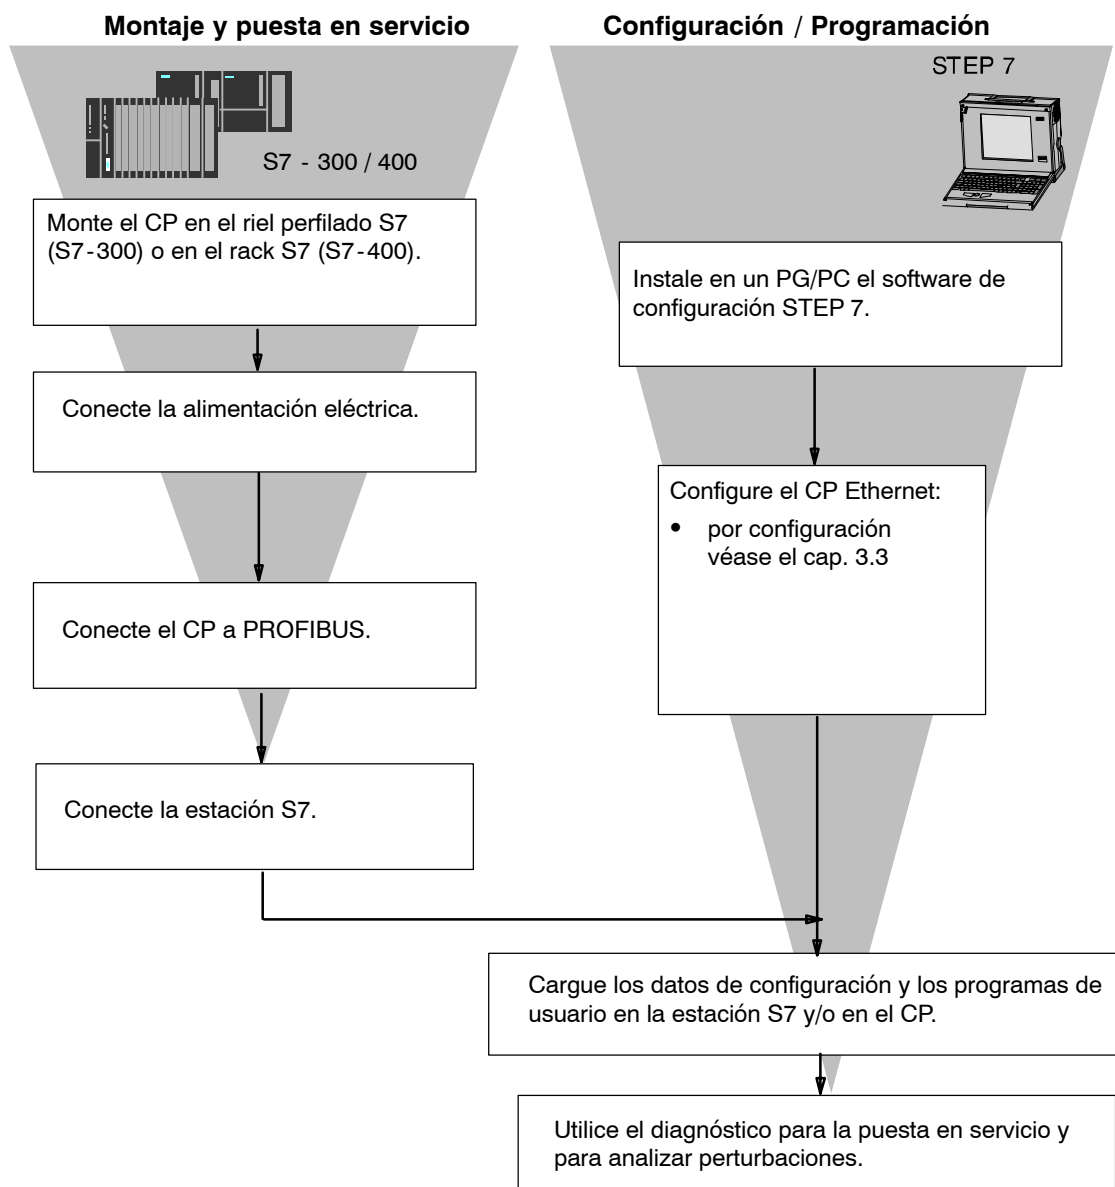 Montaje y puesta en servicio
S7 - 300 / 400
Monte el CP en el riel perfilado S7
(S7-300) o en el rack S7 (S7-400).
Conecte la alimentación eléctrica.
Conecte el CP a PROFIBUS.
Conecte la estación S7.
Configuración / Programación
STEP 7
Instale en un PG/PC el software de
configuración STEP 7.
Configure el CP Ethernet:
• por configuración
véase el cap. 3.3
Cargue los datos de configuración y los programas de
usuario en la estación S7 y/o en el CP.
Utilice el diagnóstico para la puesta en servicio y
para analizar perturbaciones.